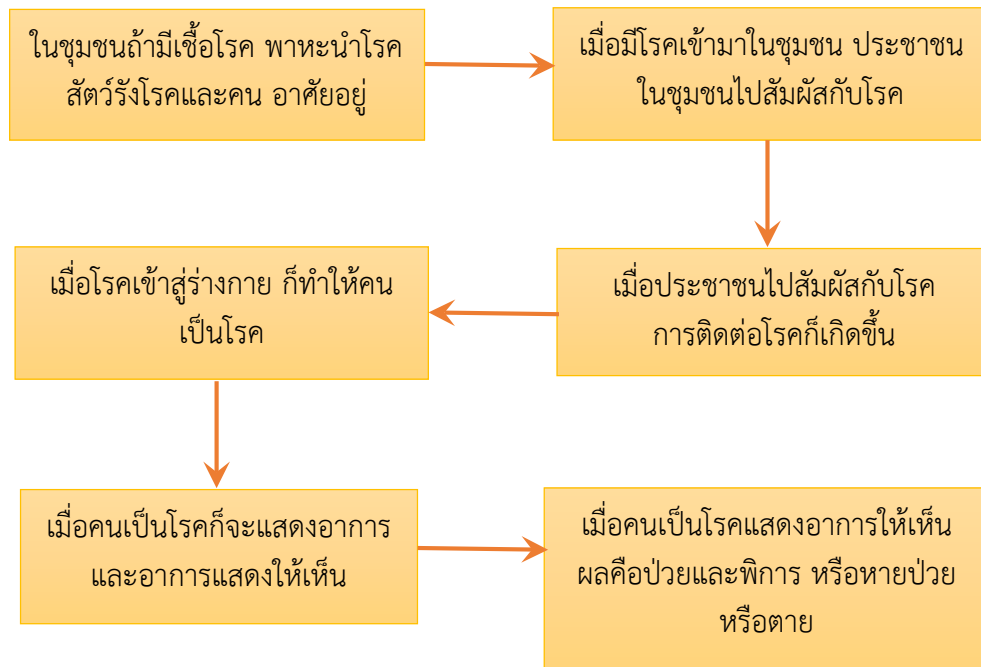 ในชุมชนถ้ามีเชื้อโรค พาหะนำโรค
สัตว์รังโรคและคน อาศัยอยู่
เมื่อมีโรคเข้ามาในชุมชน ประชาชน
ในชุมชนไปสัมผัสกับโรค
เมื่อประชาชนไปสัมผัสกับโรค
การติดต่อโรคก็เกิดขึ้น
เมื่อโรคเข้าสู่ร่างกาย ก็ทำให้คน
เป็นโรค
เมื่อคนเป็นโรคก็จะแสดงอาการ
และอาการแสดงให้เห็น
เมื่อคนเป็นโรคแสดงอาการให้เห็น
ผลคือป่วยและพิการ หรือหายป่วย
หรือตาย